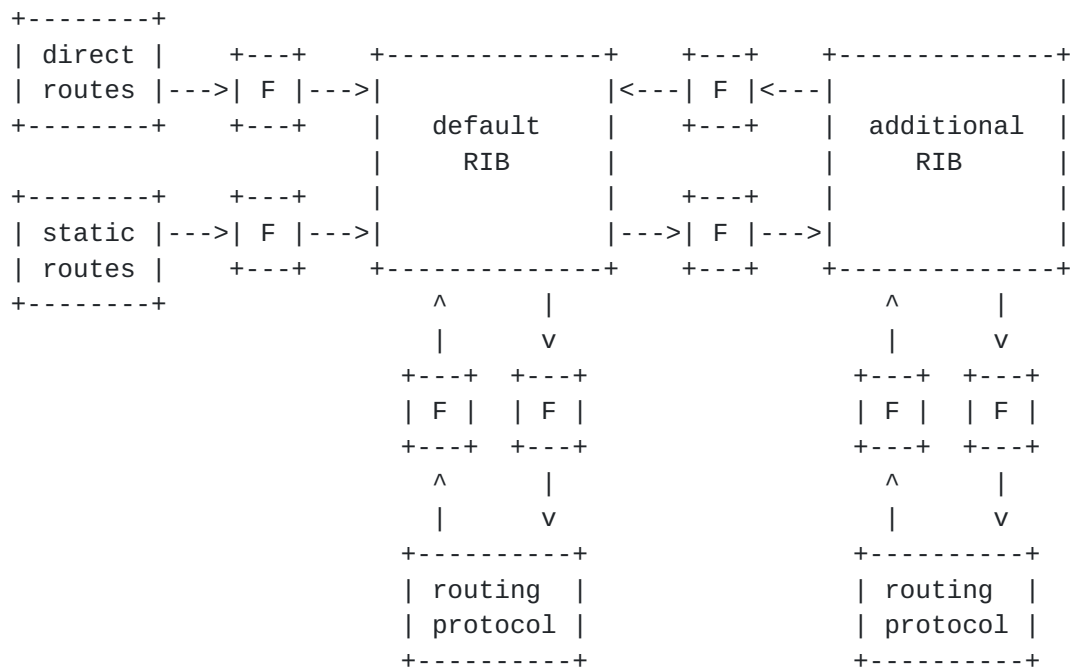 +--------+
| direct |     +---+     +--------------+     +---+     +--------------+
| routes |--->| F |--->|              |<---| F |<---|              |
+--------+     +---+     |   default    |     +---+     |  additional  |
                         |     RIB      |               |     RIB      |
+--------+     +---+     |              |     +---+     |              |
| static |--->| F |--->|              |--->| F |--->|              |
| routes |     +---+     +--------------+     +---+     +--------------+
+--------+                   ^      |                       ^      |
                             |      v                       |      v
                           +---+  +---+                   +---+  +---+
                           | F |  | F |                   | F |  | F |
                           +---+  +---+                   +---+  +---+
                             ^      |                       ^      |
                             |      v                       |      v
                           +----------+                   +----------+
                           | routing  |                   | routing  |
                           | protocol |                   | protocol |
                           +----------+                   +----------+